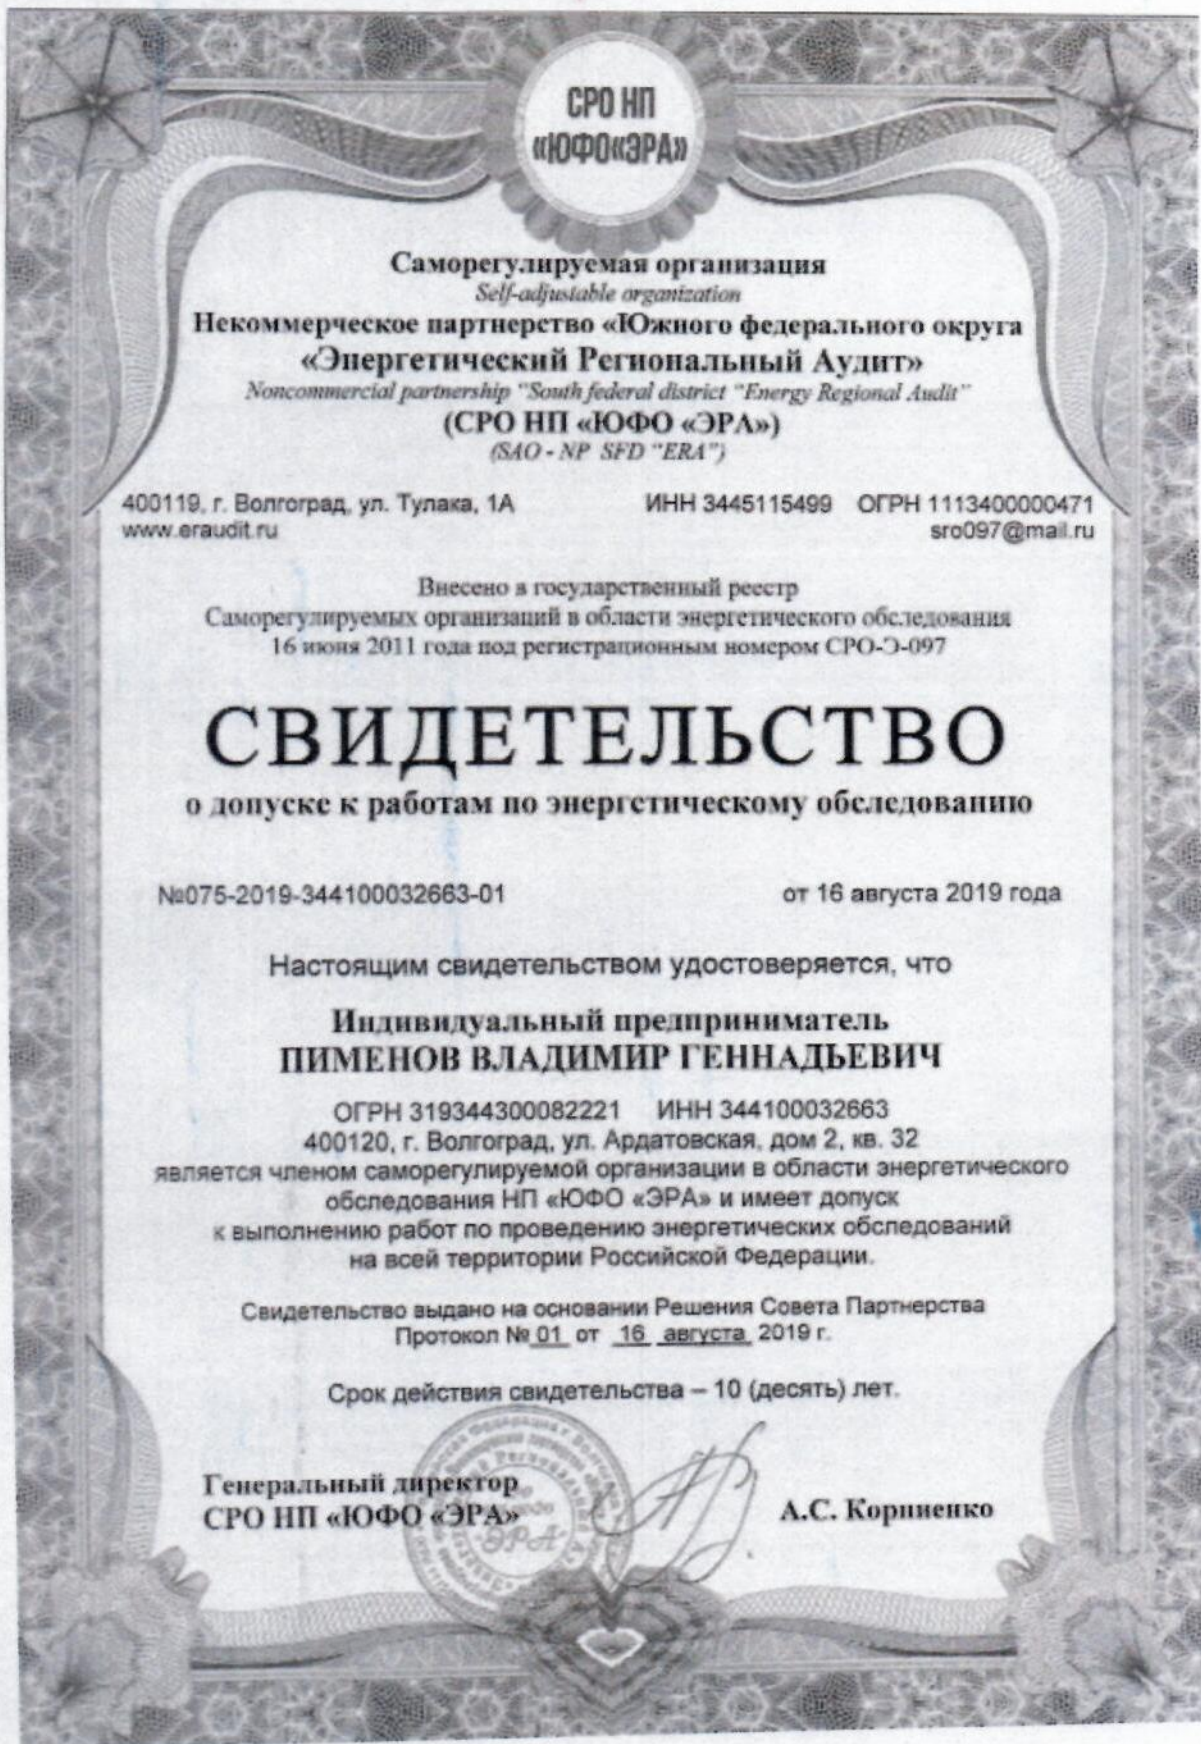 СРО НП
«ЮФО«ЭРА»
Саморегулируемая организация
Self-adjustable organization
Некоммерческое партнерство «Южного федерального округа
«Энергетический Региональный Аудит»
Noncommercial partnership "South federal district "Energy Regional Audit"
(СРО НП «ЮФО «ЭРА»)
(SAO - NP SFD "ERA")
400119, г. Волгоград, ул. Тулака, 1А ИНН 3445115499 ОГРН 1113400000471
www.eraudit.ru sro097@mail.ru
Внесено в государственный реестр
Саморегулируемых организаций в области энергетического обследования
16 июня 2011 года под регистрационным номером СРО-Э-097
СВИДЕТЕЛЬСТВО
о допуске к работам по энергетическому обследованию
№075-2019-344100032663-01 от 16 августа 2019 года
Настоящим свидетельством удостоверяется, что
Индивидуальный предприниматель
ПИМЕНОВ ВЛАДИМИР ГЕННАДЬЕВИЧ
ОГРН 319344300082221 ИНН 344100032663
400120, г. Волгоград, ул. Ардатовская, дом 2, кв. 32
является членом саморегулируемой организации в области энергетического
обследования НП «ЮФО «ЭРА» и имеет допуск
к выполнению работ по проведению энергетических обследований
на всей территории Российской Федерации.
Свидетельство выдано на основании Решения Совета Партнерства
Протокол № 01 от 16 августа 2019 г.
Срок действия свидетельства – 10 (десять) лет.
Генеральный директор
СРО НП «ЮФО «ЭРА» А.С. Корниенко
ЭРА